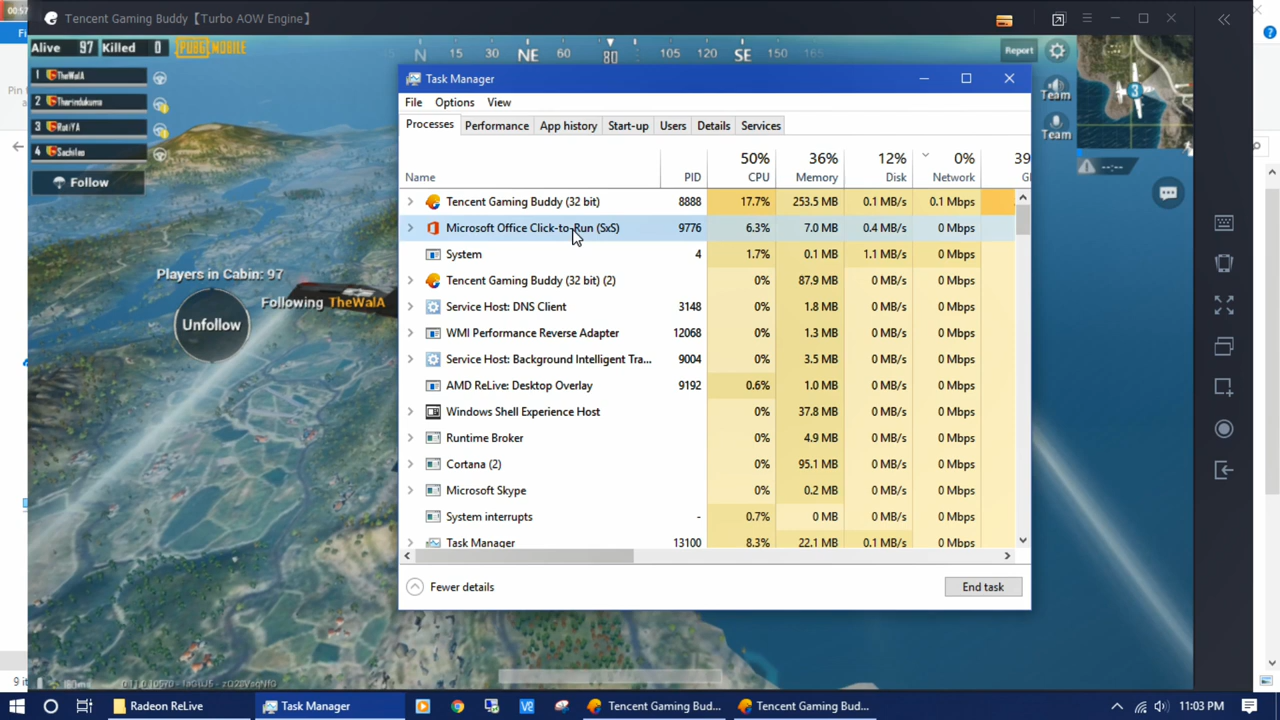 00:57
Tencent Gaming Buddy【Turbo AOW Engine】
Alive 97 Killed 0 PUBG MOBILE
N 15 30 NE 60 80 105 120 SE 150 165
Report
1 TheWalA
2 Therindukuma
3 RatiYA
4 Sachilas
Follow
Team
Team
3
--:--
Players in Cabin: 97
Following TheWalA
Unfollow
Task Manager
File Options View
Processes Performance App history Start-up Users Details Services
50% 36% 12% 0% 39
Name PID CPU Memory Disk Network
Tencent Gaming Buddy (32 bit) 8888 17.7% 253.5 MB 0.1 MB/s 0.1 Mbps
Microsoft Office Click-to-Run (SxS) 9776 6.3% 7.0 MB 0.4 MB/s 0 Mbps
System 4 1.7% 0.1 MB 1.1 MB/s 0 Mbps
Tencent Gaming Buddy (32 bit) (2) 0% 87.9 MB 0 MB/s 0 Mbps
Service Host: DNS Client 3148 0% 1.8 MB 0 MB/s 0 Mbps
WMI Performance Reverse Adapter 12068 0% 1.3 MB 0 MB/s 0 Mbps
Service Host: Background Intelligent Tra... 9004 0% 3.5 MB 0 MB/s 0 Mbps
AMD ReLive: Desktop Overlay 9192 0.6% 1.0 MB 0 MB/s 0 Mbps
Windows Shell Experience Host 0% 37.8 MB 0 MB/s 0 Mbps
Runtime Broker 0% 4.9 MB 0 MB/s 0 Mbps
Cortana (2) 0% 95.1 MB 0 MB/s 0 Mbps
Microsoft Skype 0% 0.2 MB 0 MB/s 0 Mbps
System interrupts - 0.7% 0 MB 0 MB/s 0 Mbps
Task Manager 13100 8.3% 22.1 MB 0.1 MB/s 0 Mbps
Fewer details End task
9 it
Radeon ReLive Task Manager Tencent Gaming Bud... Tencent Gaming Bud... 11:03 PM